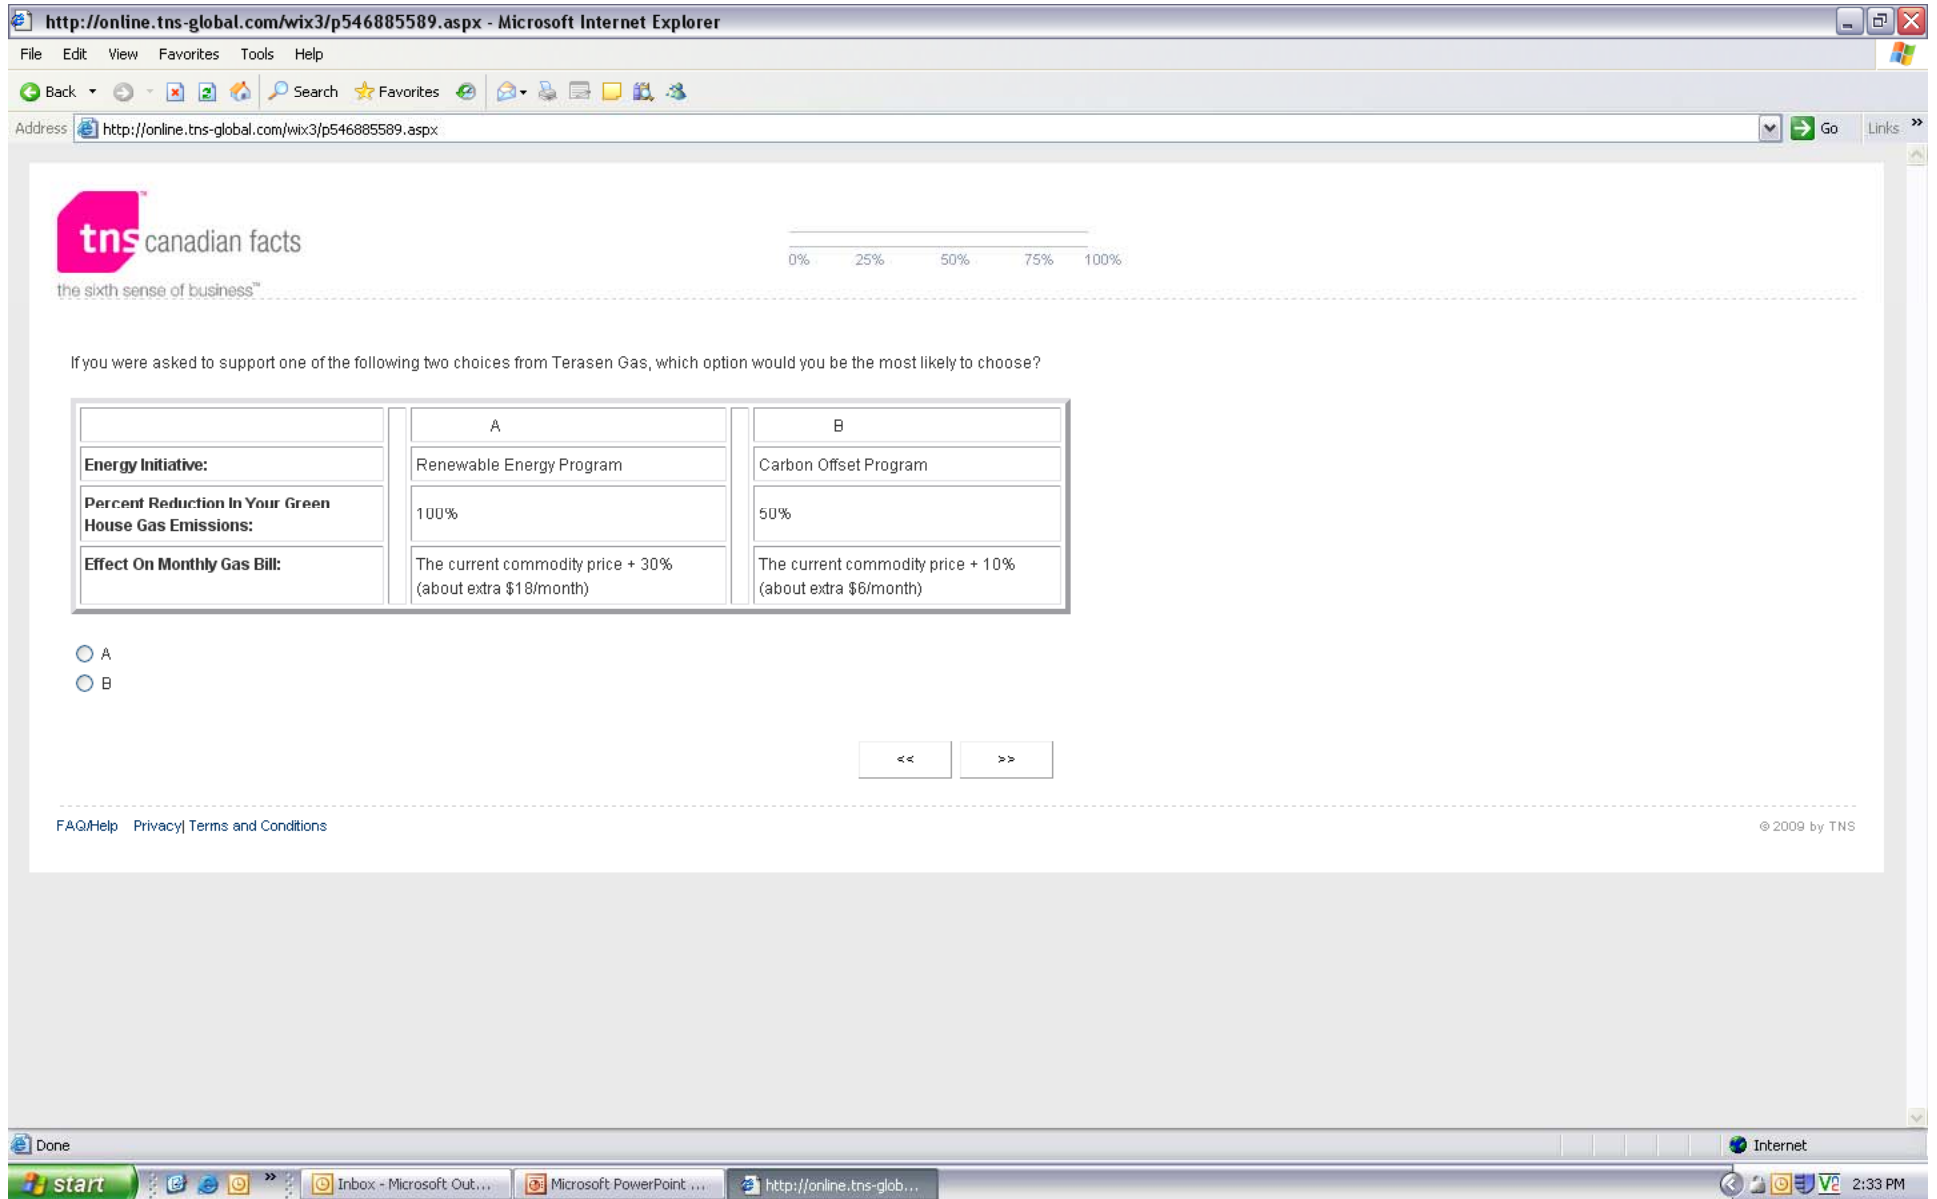 http://online.tns-global.com/wix3/p546885589.aspx - Microsoft Internet Explorer
File Edit View Favorites Tools Help
Back Search Favorites
Address http://online.tns-global.com/wix3/p546885589.aspx Go Links »
tns canadian facts ™
the sixth sense of business™
0% 25% 50% 75% 100%
If you were asked to support one of the following two choices from Terasen Gas, which option would you be the most likely to choose?
A B
Energy Initiative: Renewable Energy Program Carbon Offset Program
Percent Reduction In Your Green
House Gas Emissions: 100% 50%
Effect On Monthly Gas Bill: The current commodity price + 30% The current commodity price + 10%
(about extra $18/month) (about extra $6/month)
A
B
<< >>
FAQ/Help Privacy| Terms and Conditions © 2009 by TNS
Done Internet
start » Inbox - Microsoft Out... Microsoft PowerPoint ... http://online.tns-glob... 2:33 PM